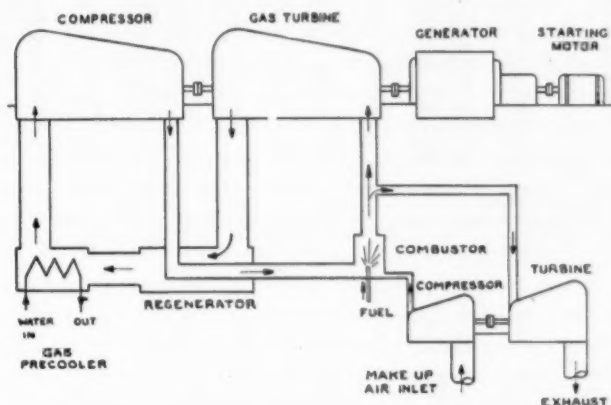 COMPRESSOR
GAS TURBINE
GENERATOR
STARTING
MOTOR
COMBUSTOR
COMPRESSOR
TURBINE
REGENERATOR
FUEL
WATER
IN
OUT
GAS
PRECOOLER
MAKE UP
AIR INLET
EXHAUST